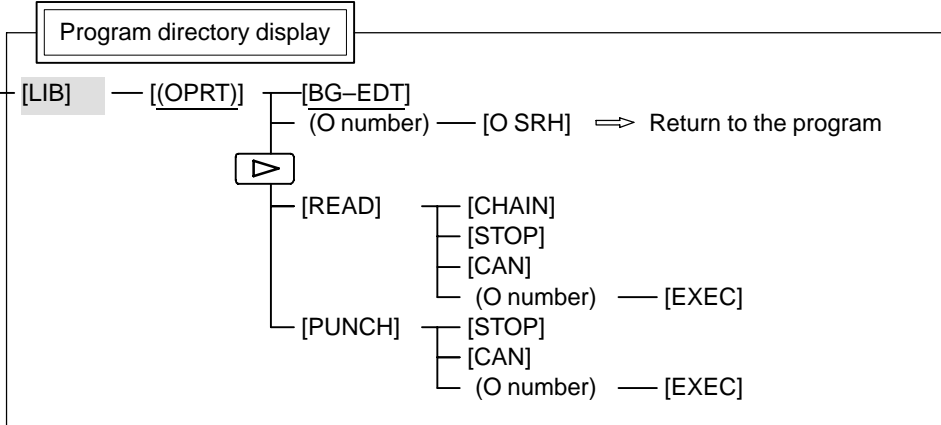 Program directory display
[LIB] [(OPRT)] [BG–EDT]
(O number) [O SRH] Return to the program
[READ] [CHAIN]
[STOP]
[CAN]
(O number) [EXEC]
[PUNCH] [STOP]
[CAN]
(O number) [EXEC]